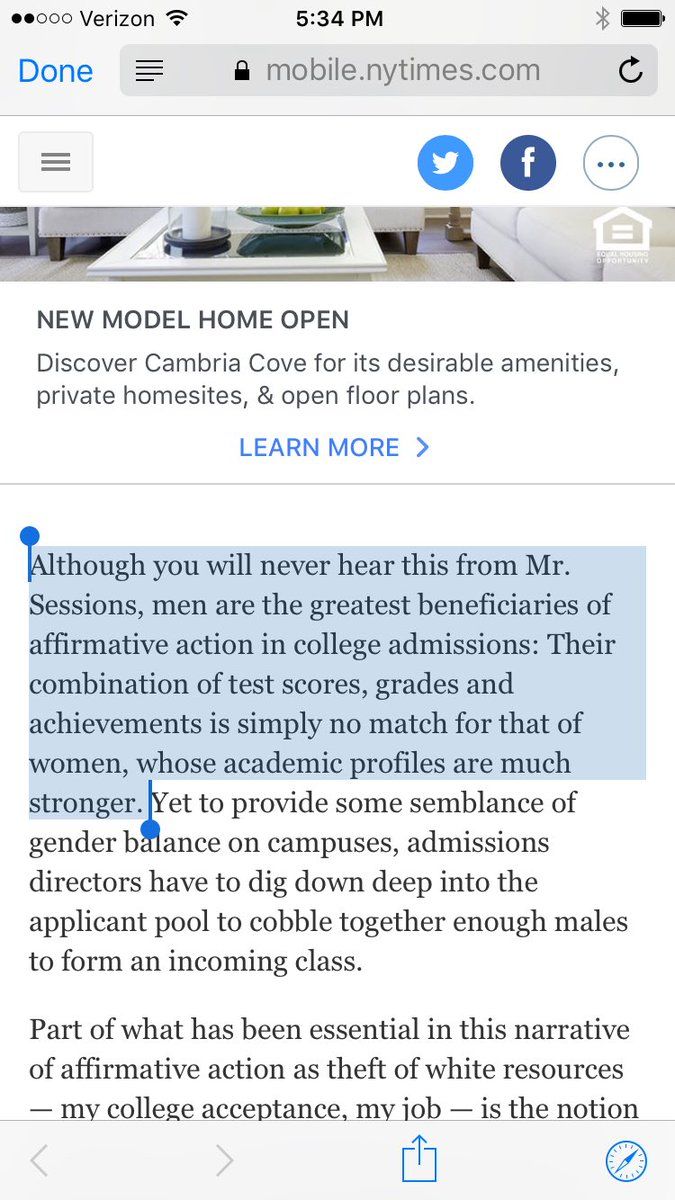 Verizon 5:34 PM
Done mobile.nytimes.com
f
EQUAL HOUSING
OPPORTUNITY
NEW MODEL HOME OPEN
Discover Cambria Cove for its desirable amenities,
private homesites, & open floor plans.
LEARN MORE
Although you will never hear this from Mr.
Sessions, men are the greatest beneficiaries of
affirmative action in college admissions: Their
combination of test scores, grades and
achievements is simply no match for that of
women, whose academic profiles are much
stronger. Yet to provide some semblance of
gender balance on campuses, admissions
directors have to dig down deep into the
applicant pool to cobble together enough males
to form an incoming class.
Part of what has been essential in this narrative
of affirmative action as theft of white resources
— my college acceptance, my job — is the notion